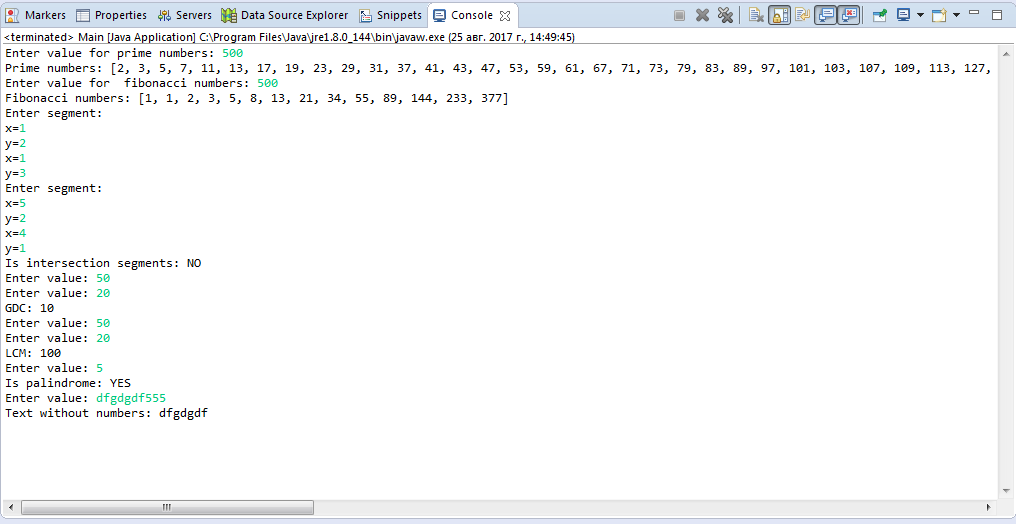 Markers Properties Servers Data Source Explorer Snippets Console
<terminated> Main [Java Application] C:\Program Files\Java\jre1.8.0_144\bin\javaw.exe (25 авг. 2017 г., 14:49:45)
Enter value for prime numbers: 500
Prime numbers: [2, 3, 5, 7, 11, 13, 17, 19, 23, 29, 31, 37, 41, 43, 47, 53, 59, 61, 67, 71, 73, 79, 83, 89, 97, 101, 103, 107, 109, 113, 127,
Enter value for  fibonacci numbers: 500
Fibonacci numbers: [1, 1, 2, 3, 5, 8, 13, 21, 34, 55, 89, 144, 233, 377]
Enter segment:
x=1
y=2
x=1
y=3
Enter segment:
x=5
y=2
x=4
y=1
Is intersection segments: NO
Enter value: 50
Enter value: 20
GDC: 10
Enter value: 50
Enter value: 20
LCM: 100
Enter value: 5
Is palindrome: YES
Enter value: dfgdgdf555
Text without numbers: dfgdgdf